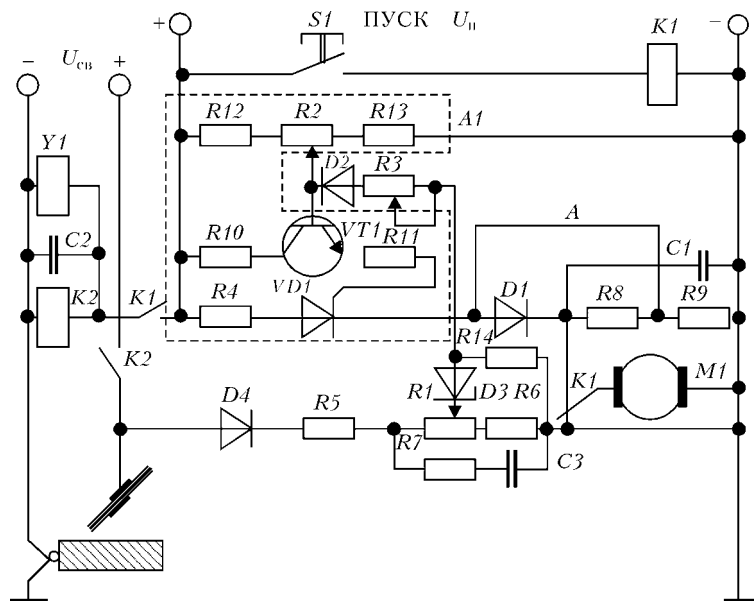 + S1 ПУСК Uп K1 −
− Uсв +
R12 R2 R13 A1
Y1 D2 R3
C2 R10 VT1 R11 A C1
K2 K1 R4 VD1 D1 R8 R9
K2 R14
D4 R5 R1 D3 R6 K1 M1
R7 C3